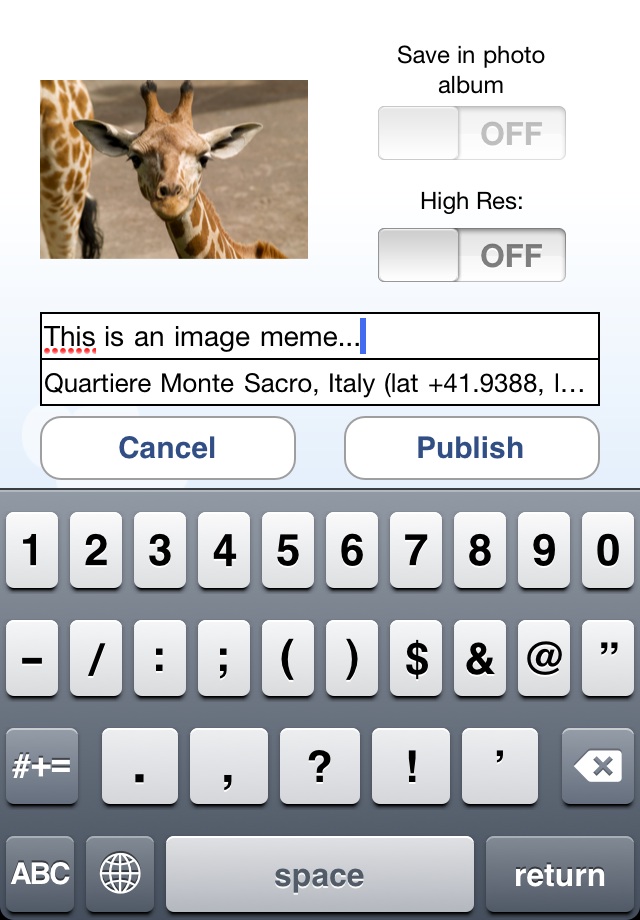 Save in photo
album
OFF
High Res:
OFF
This is an image meme...
Quartiere Monte Sacro, Italy (lat +41.9388, l...
Cancel Publish
1 2 3 4 5 6 7 8 9 0
- / : ; ( ) $ & @ "
#+= . , ? ! '
ABC space return